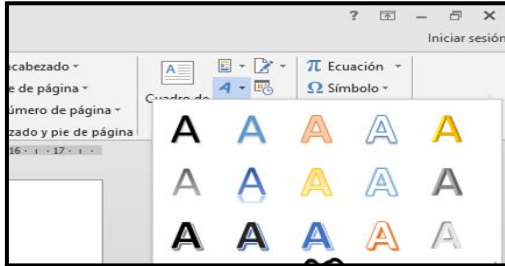 ?
Iniciar sesión
ncabezado
e de página
úmero de página
zado y pie de página
Cuadro de
π Ecuación
Ω Símbolo
16 · ı · 17 · ı ·
A A A A A
A A A A A
A A A A A